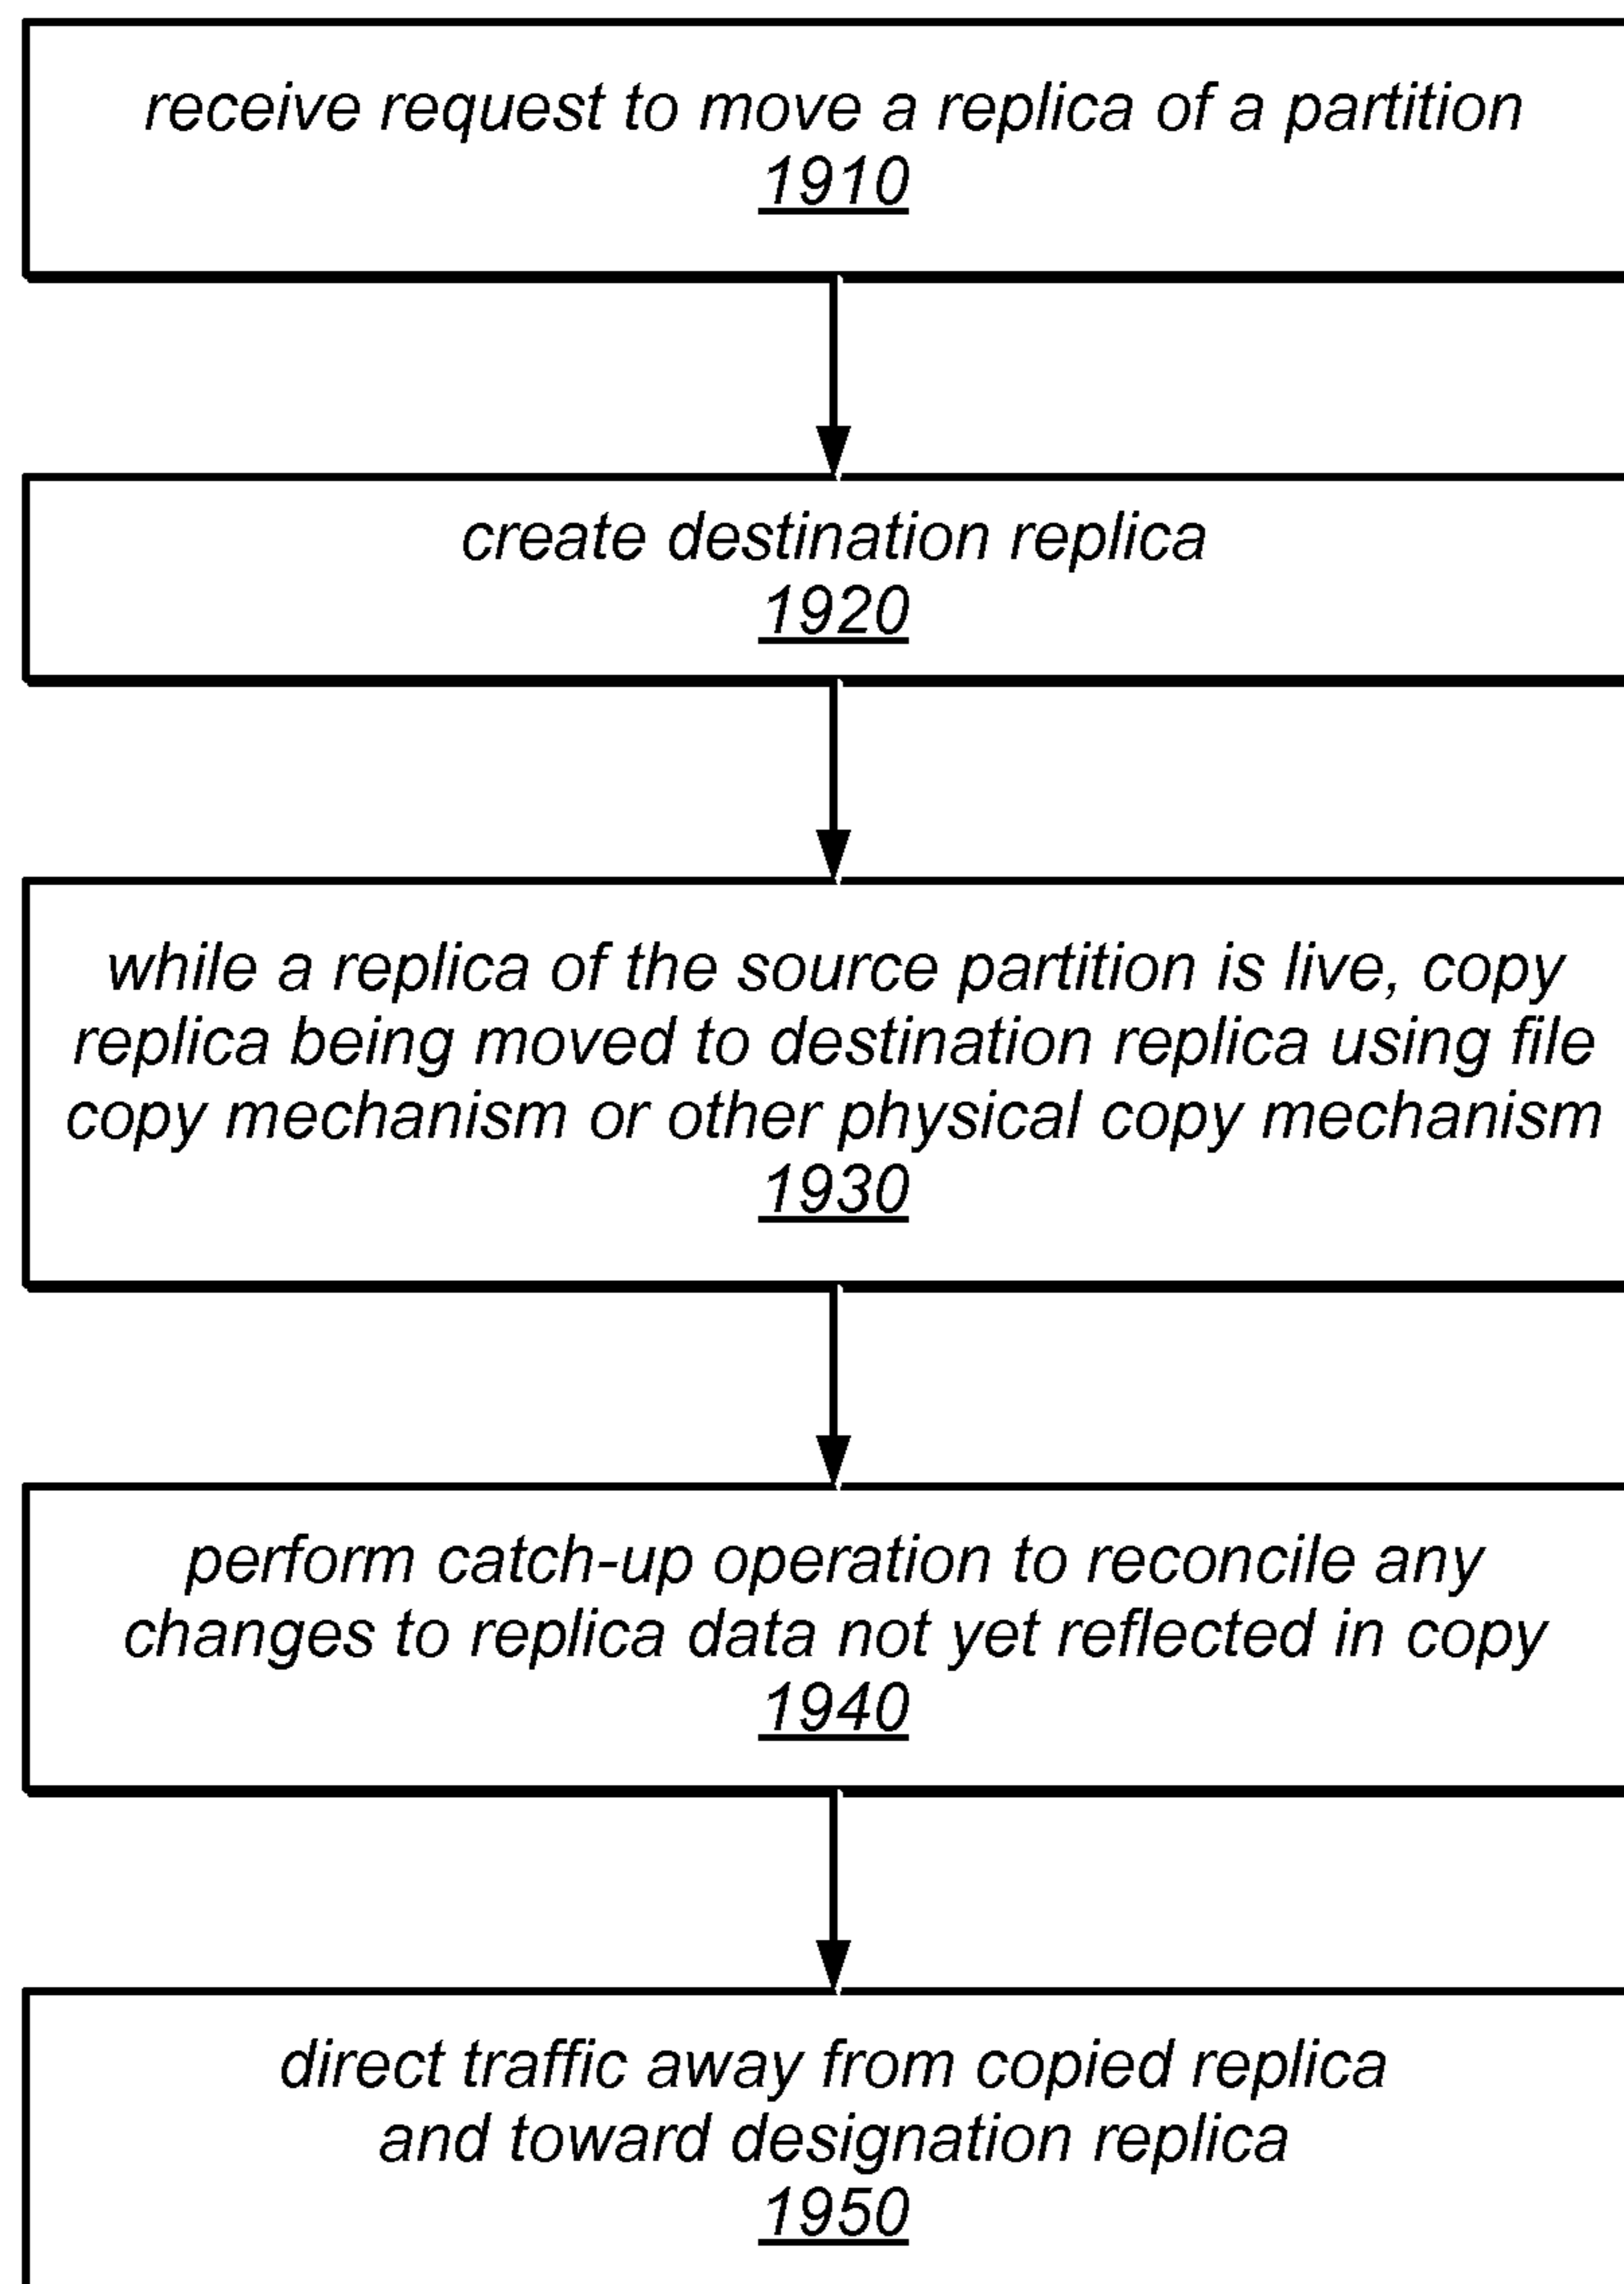 receive request to move a replica of a partition
1910
create destination replica
1920
while a replica of the source partition is live, copy
replica being moved to destination replica using file
copy mechanism or other physical copy mechanism
1930
perform catch-up operation to reconcile any
changes to replica data not yet reflected in copy
1940
direct traffic away from copied replica
and toward designation replica
1950